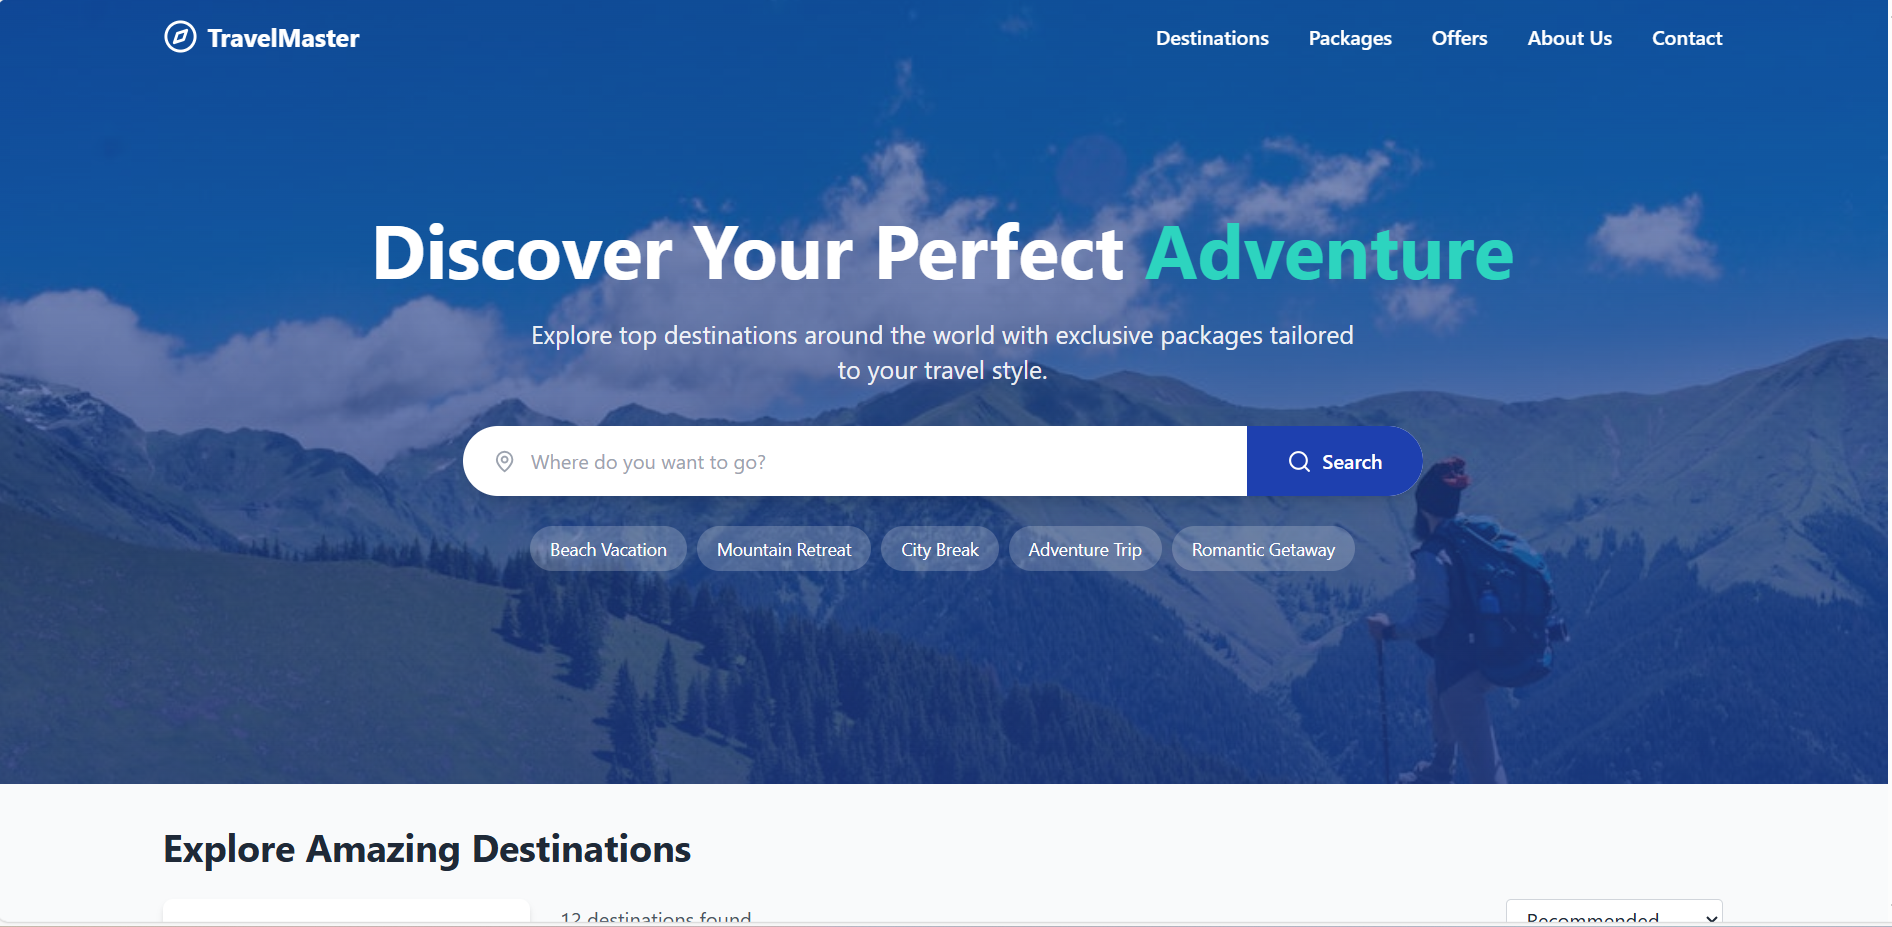 TravelMaster
Destinations Packages Offers About Us Contact
Discover Your Perfect Adventure
Explore top destinations around the world with exclusive packages tailored
to your travel style.
Where do you want to go?
Search
Beach Vacation Mountain Retreat City Break Adventure Trip Romantic Getaway
Explore Amazing Destinations
12 destinations found
Recommended